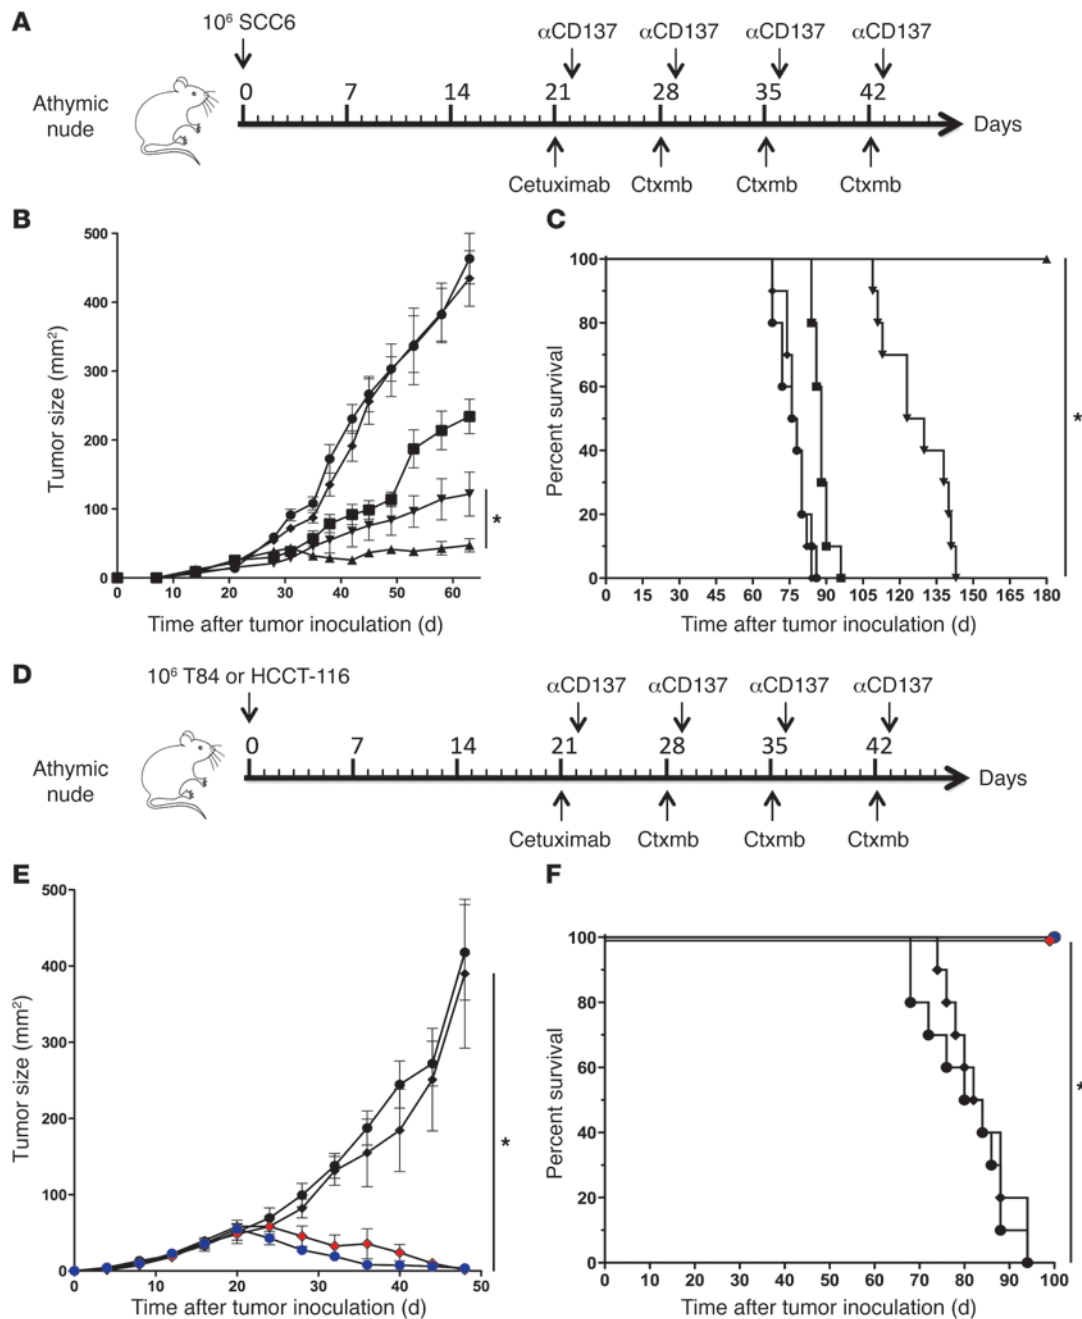 A
10⁶ SCC6
αCD137 αCD137 αCD137 αCD137
0 7 14 21 28 35 42
Athymic
nude
Days
Cetuximab Ctxmb Ctxmb Ctxmb
B
Tumor size (mm²)
500
400
300
200
100
0
0 10 20 30 40 50 60
Time after tumor inoculation (d)
*
C
Percent survival
100
80
60
40
20
0
0 15 30 45 60 75 90 105 120 135 150 165 180
Time after tumor inoculation (d)
*
D
10⁶ T84 or HCCT-116
αCD137 αCD137 αCD137 αCD137
0 7 14 21 28 35 42
Athymic
nude
Days
Cetuximab Ctxmb Ctxmb Ctxmb
E
Tumor size (mm²)
500
400
300
200
100
0
0 10 20 30 40 50
Time after tumor inoculation (d)
*
F
Percent survival
100
80
60
40
20
0
0 10 20 30 40 50 60 70 80 90 100
Time after tumor inoculation (d)
*